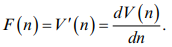 F(n) = V'(n) = dV(n)/dn.